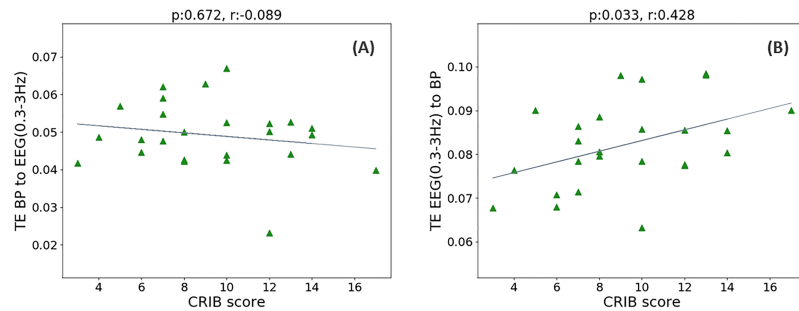 p:0.672, r:-0.089
(A)
TE BP to EEG(0.3-3Hz)
0.07
0.06
0.05
0.04
0.03
0.02
4 6 8 10 12 14 16
CRIB score
p:0.033, r:0.428
(B)
TE EEG(0.3-3Hz) to BP
0.10
0.09
0.08
0.07
0.06
4 6 8 10 12 14 16
CRIB score